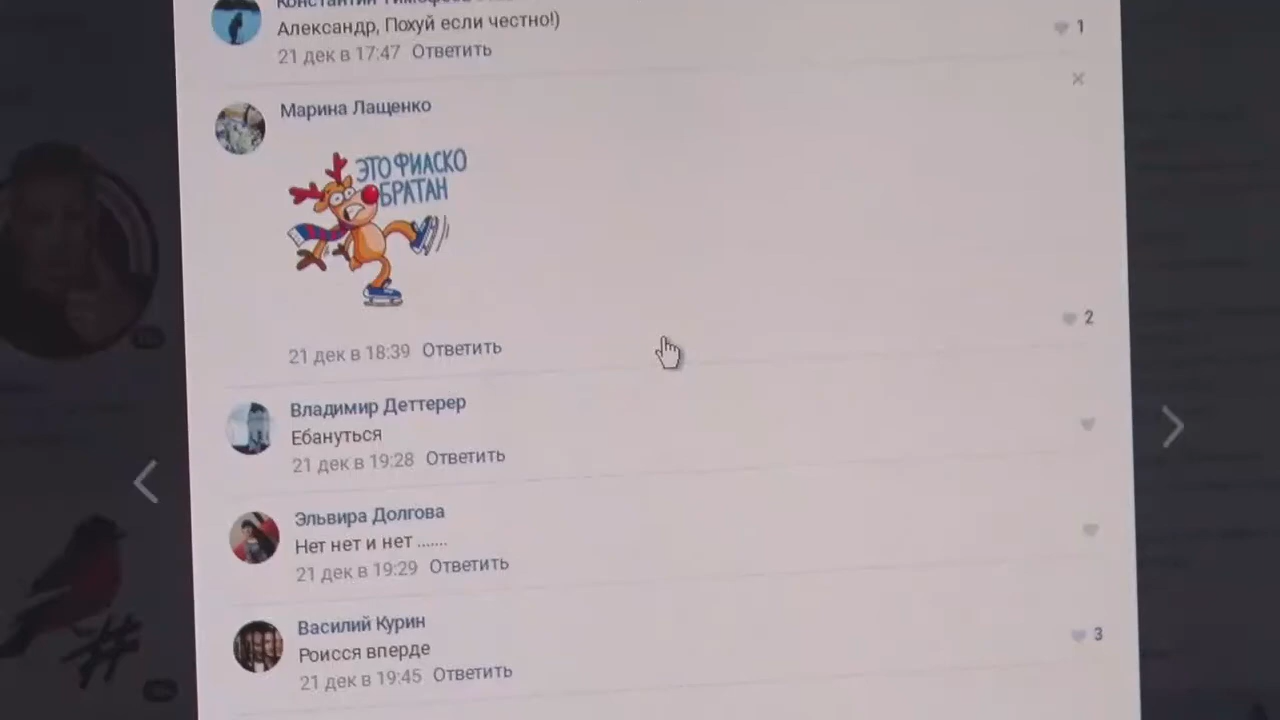 Константин
Александр, Похуй если честно!)
1
21 дек в 17:47 Ответить
Марина Лащенко
ЭТО ФИАСКО
БРАТАН
2
21 дек в 18:39 Ответить
Владимир Деттерер
Ебануться
21 дек в 19:28 Ответить
Эльвира Долгова
Нет нет и нет .......
21 дек в 19:29 Ответить
Василий Курин
3
Роисся вперде
21 дек в 19:45 Ответить